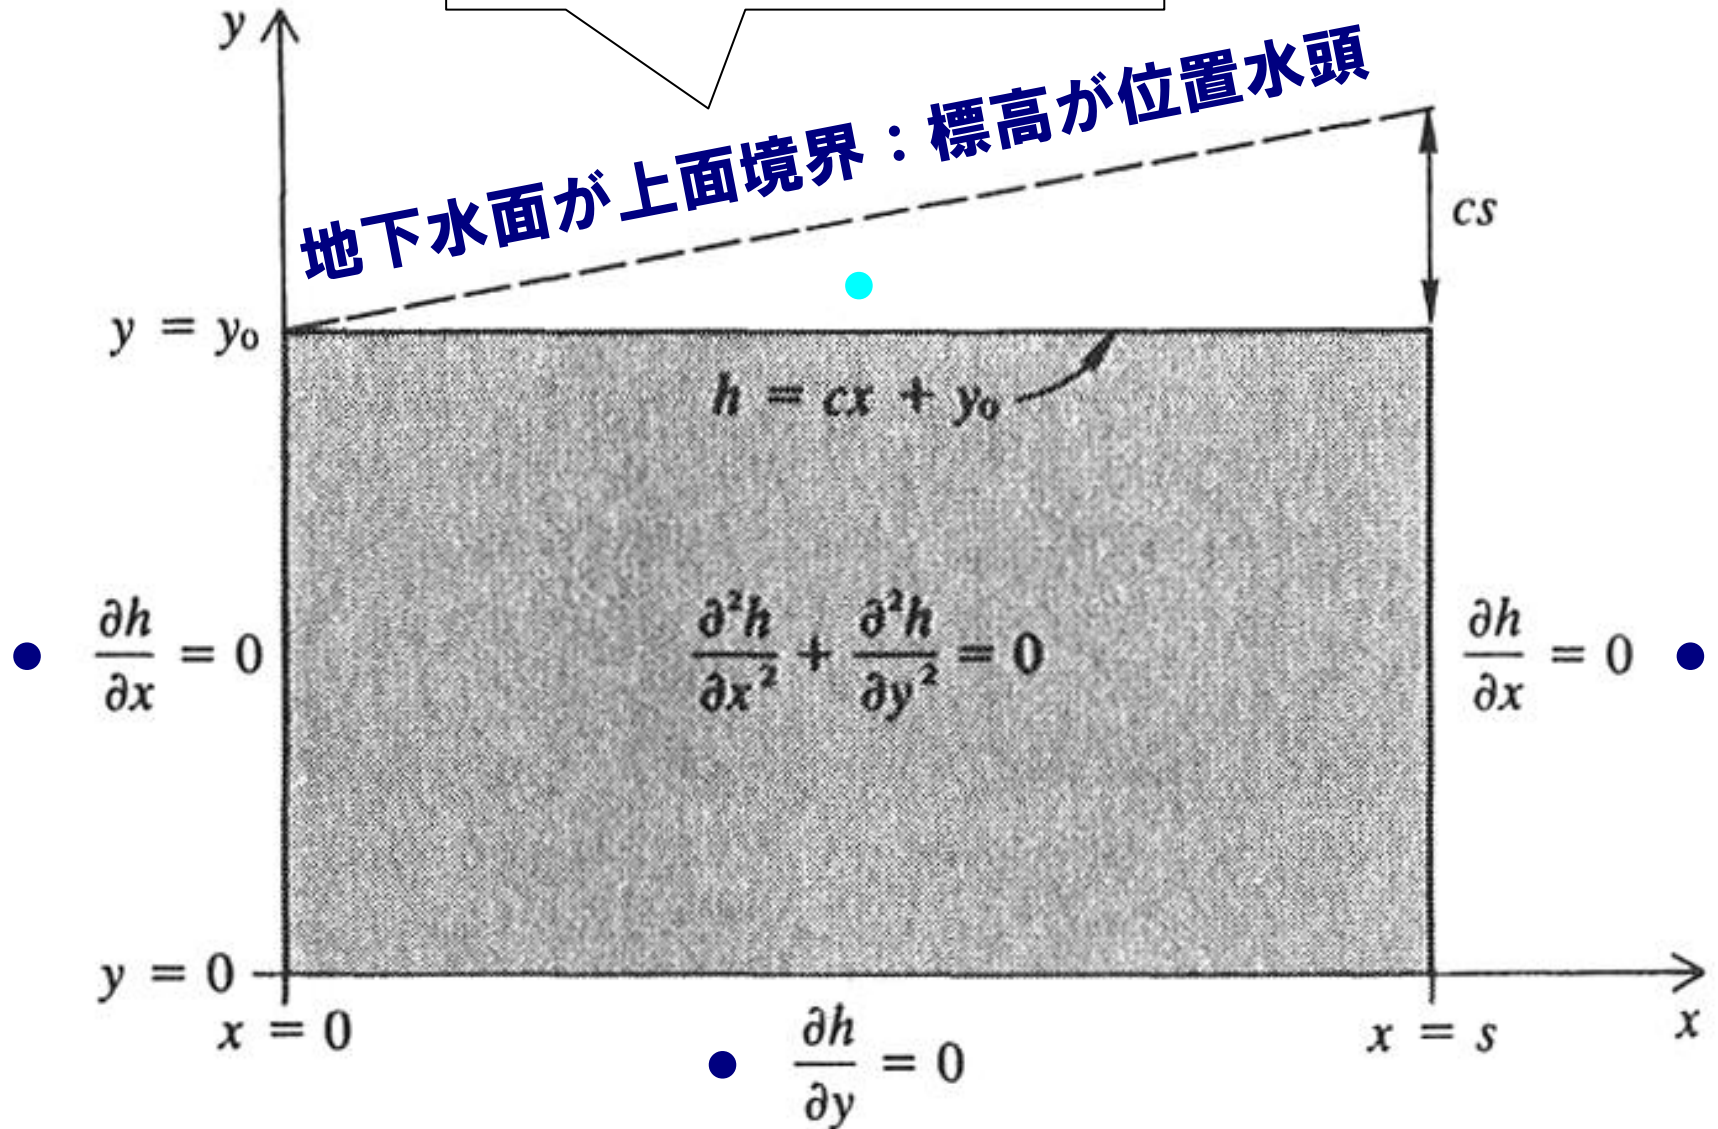 y
地下水面が上面境界：標高が位置水頭
cs
y = y₀
h = cx + y₀
∂h/∂x = 0
∂²h/∂x² + ∂²h/∂y² = 0
∂h/∂x = 0
y = 0
x = 0
∂h/∂y = 0
x = s
x